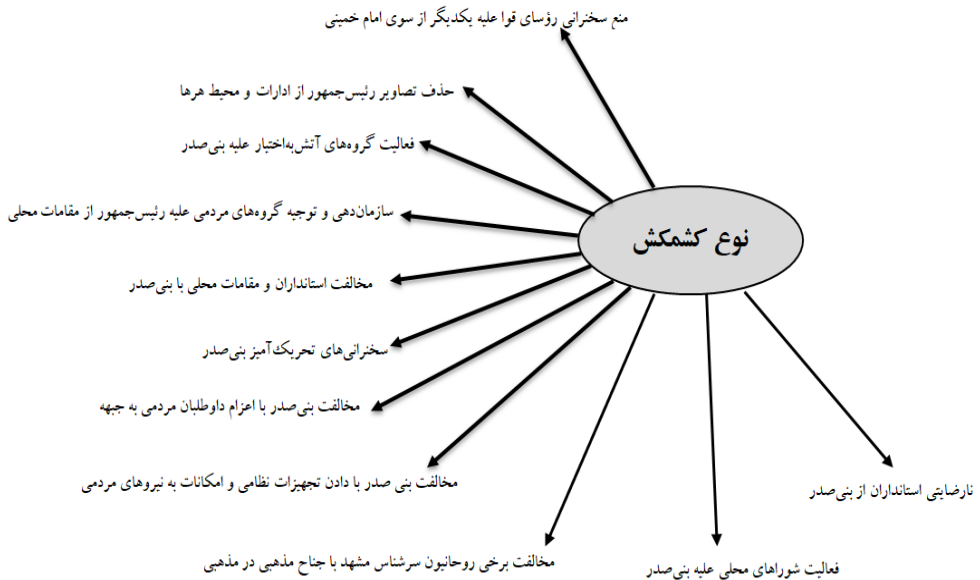 منع سخنرانی رؤسای قوا علیه یکدیگر از سوی امام خمینی
حذف تصاویر رئیس‌جمهور از ادارات و محیط هرها
فعالیت گروه‌های آتش‌به‌اختیار علیه بنی‌صدر
سازمان‌دهی و توجیه گروه‌های مردمی علیه رئیس‌جمهور از مقامات محلی
نوع کشمکش
مخالفت استانداران و مقامات محلی با بنی‌صدر
سخنرانی‌های تحریک‌آمیز بنی‌صدر
مخالفت بنی‌صدر با اعزام داوطلبان مردمی به جبهه
مخالفت بنی صدر با دادن تجهیزات نظامی و امکانات به نیروهای مردمی
نارضایتی استانداران از بنی‌صدر
مخالفت برخی روحانیون سرشناس مشهد با جناح مذهبی در مذهبی
فعالیت شوراهای محلی علیه بنی‌صدر